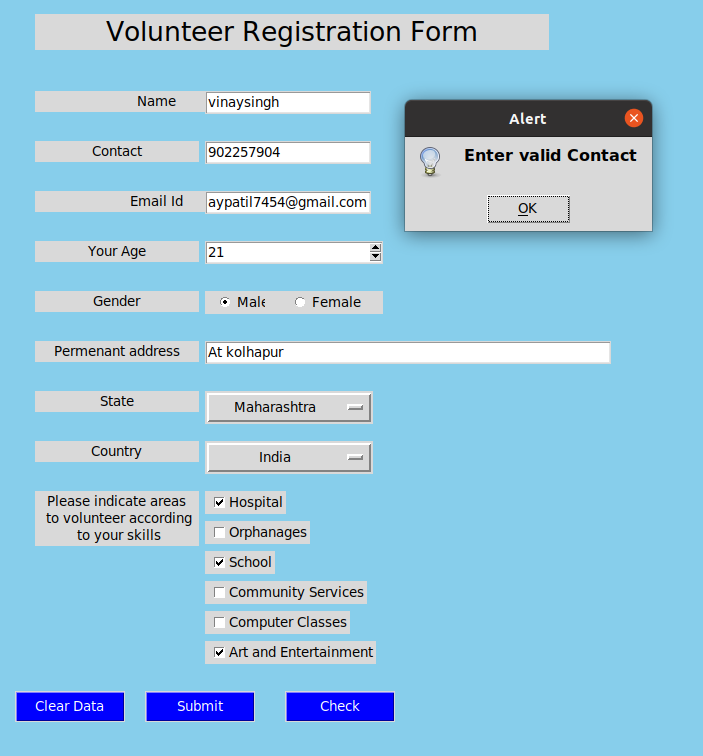 Volunteer Registration Form
Name vinaysingh
Alert
Enter valid Contact
OK
Contact 902257904
Email Id aypatil7454@gmail.com
Your Age 21
Gender Male Female
Permenant address At kolhapur
State Maharashtra
Country India
Please indicate areas
to volunteer according
to your skills
Hospital
Orphanages
School
Community Services
Computer Classes
Art and Entertainment
Clear Data Submit Check